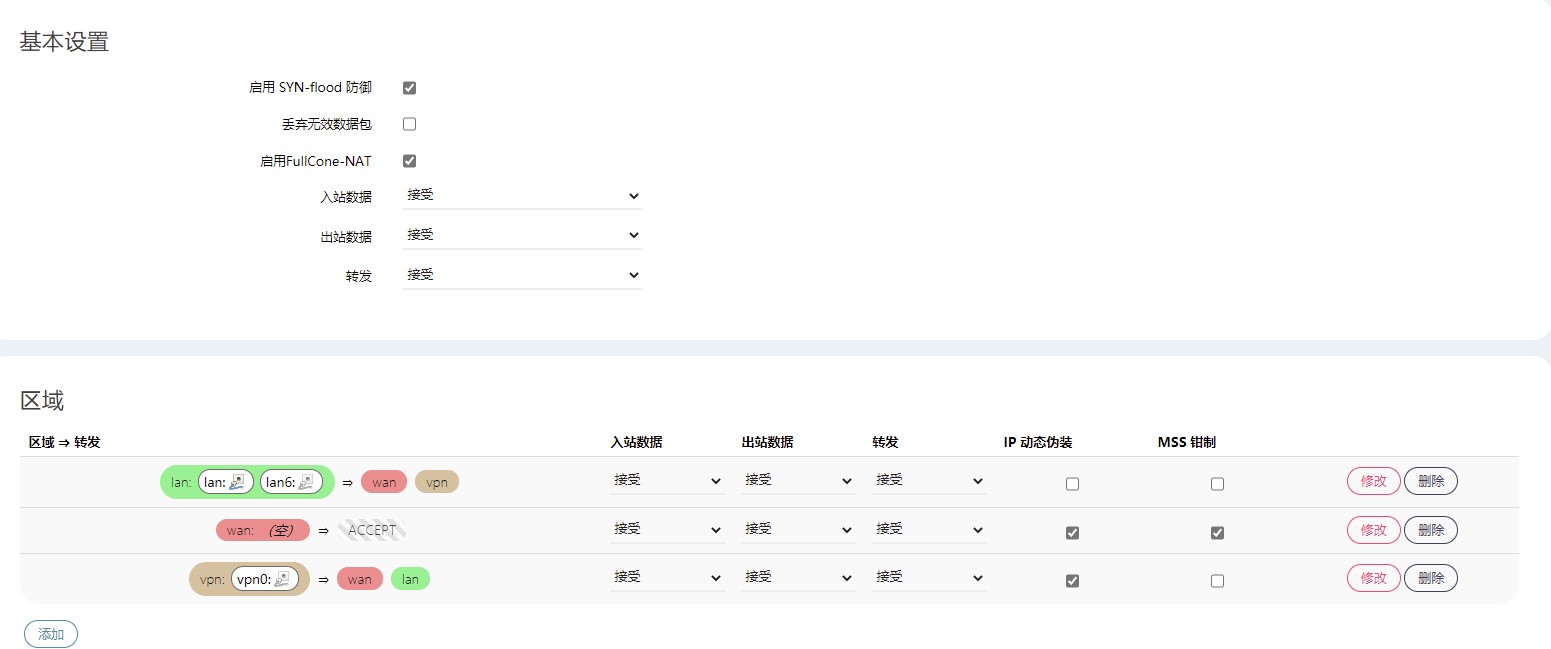 基本设置
启用 SYN-flood 防御
丢弃无效数据包
启用FullCone-NAT
入站数据 接受
出站数据 接受
转发 接受
区域
区域 ⇒ 转发 入站数据 出站数据 转发 IP 动态伪装 MSS 钳制
lan: lan: lan6: ⇒ wan vpn 接受 接受 接受 修改 删除
wan: (空) ⇒ ACCEPT 接受 接受 接受 修改 删除
vpn: vpn0: ⇒ wan lan 接受 接受 接受 修改 删除
添加